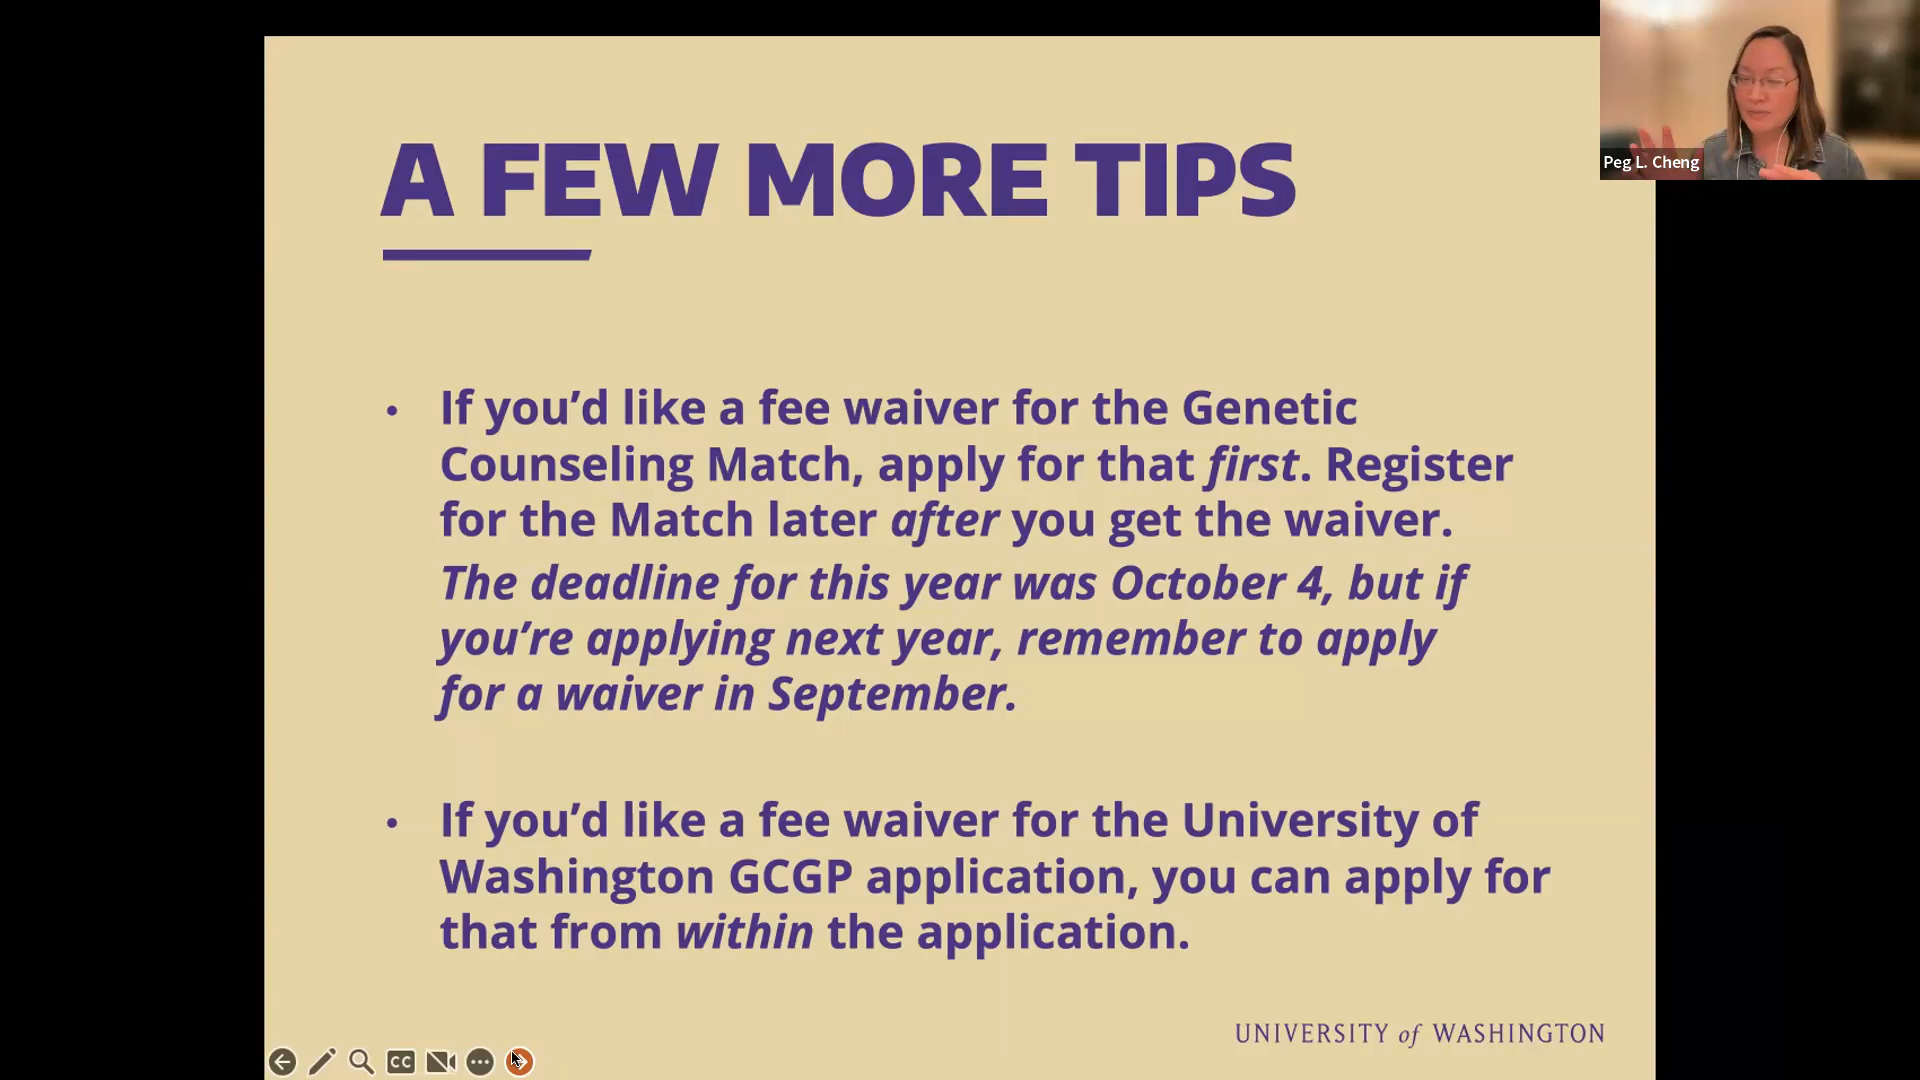 A FEW MORE TIPS
Peg L. Cheng
• If you’d like a fee waiver for the Genetic
Counseling Match, apply for that first. Register
for the Match later after you get the waiver.
The deadline for this year was October 4, but if
you’re applying next year, remember to apply
for a waiver in September.
• If you’d like a fee waiver for the University of
Washington GCGP application, you can apply for
that from within the application.
UNIVERSITY of WASHINGTON
CC